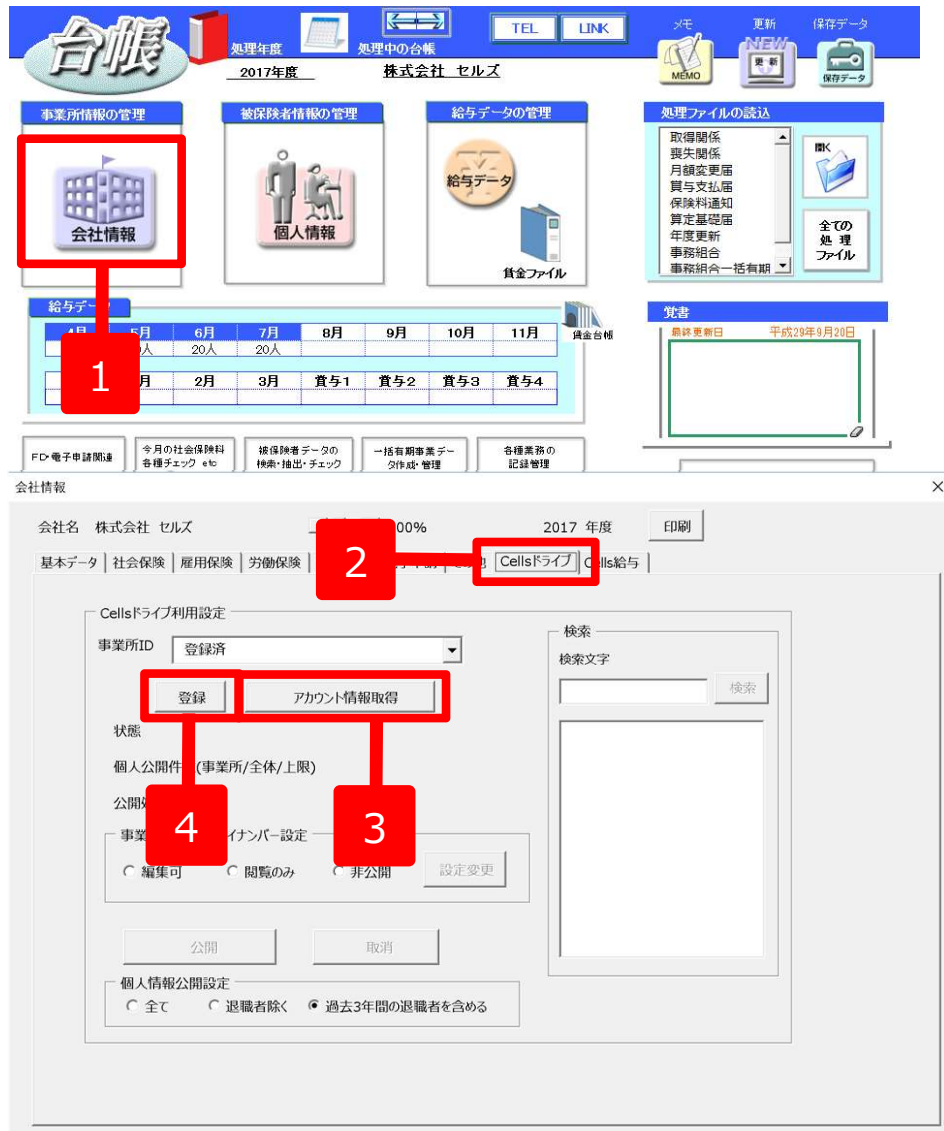 台帳
処理年度
2017年度
処理中の台帳
株式会社 セルズ
TEL
LINK
メモ
MEMO
更新
NEW
更 新
保存データ
保存データ
事業所情報の管理
会社情報
被保険者情報の管理
個人情報
給与データの管理
給与データ
賃金ファイル
処理ファイルの読込
取得関係
喪失関係
月額変更届
賞与支払届
保険料通知
算定基礎届
年度更新
事務組合
事務組合一括有期
開く
全ての
処 理
ファイル
1
給与データ
4月 5月 6月 7月 8月 9月 10月 11月
20人 20人
月 2月 3月 賞与1 賞与2 賞与3 賞与4
賃金台帳
覚書
最終更新日 平成29年9月20日
FD・電子申請関連
今月の社会保険料
各種チェック etc
被保険者データの
検索・抽出・チェック
一括有期事業デー
タ作成・管理
各種業務の
記録管理
会社情報
×
会社名 株式会社 セルズ
00%
2017 年度
印刷
2
基本データ 社会保険 雇用保険 労働保険 Cellsドライブ Cells給与
Cellsドライブ利用設定
事業所ID 登録済
登録
アカウント情報取得
状態
個人公開件 (事業所/全体/上限)
公開
4
3
事業 イナンバー設定
編集可 閲覧のみ 非公開 設定変更
公開 取消
個人情報公開設定
全て 退職者除く 過去3年間の退職者を含める
検索
検索文字
検索